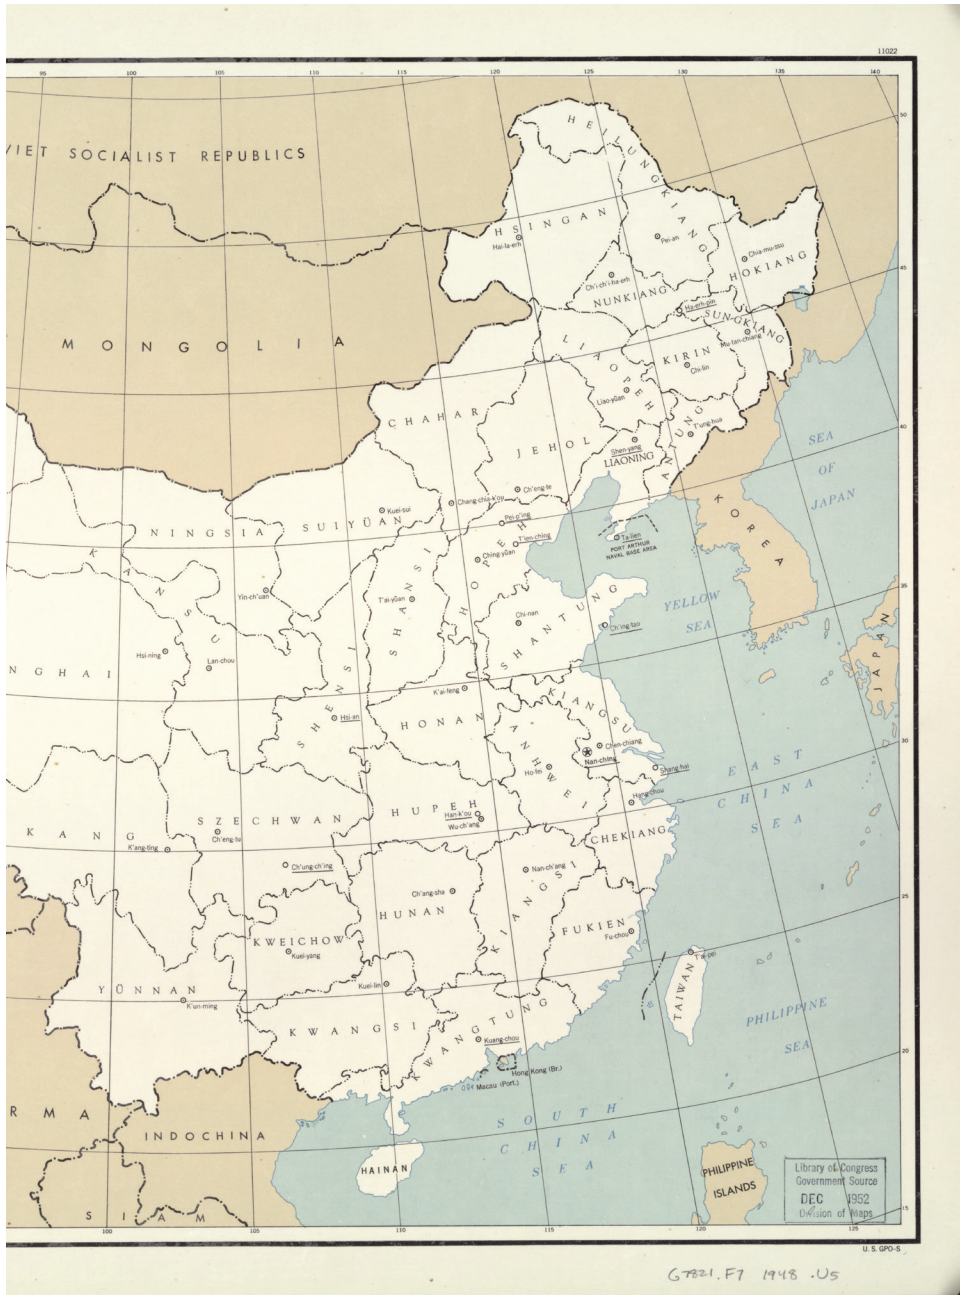 11022
95 100 105 110 115 120 125 130 135 140
50
VIET SOCIALIST REPUBLICS
HEILUNGKIANG
HSINGAN
Hai-la-erh
Pei-an
Chia-mu-ssu
HOKIANG
45
Ch'i-ch'i-ha-erh
NUNKIANG
Ha-erh-pin
SUNGKIANG
Mu-tan-chiang
MONGOLIA
LIAOPEH
KIRIN
Chi-lin
Liao-yüan
CHAHAR
ANTUNG
T'ung-hua
40
JEHOL
Shen-yang
LIAONING
SEA
OF
JAPAN
Ch'eng-te
Chang-chia-k'ou
Kuei-sui
NINGSIA
SUIYÜAN
Pei-p'ing
T'ien-ching
Ching-yüan
HOPEH
Ta-lien
PORT ARTHUR
NAVAL BASE AREA
KOREA
KANSU
Yin-ch'uan
T'ai-yüan
SHANSI
Chi-nan
SHANTUNG
Ch'ing-tao
YELLOW
SEA
35
JAPAN
Hsi-ning
Lan-chou
NGHAI
SHENSI
Hsi-an
K'ai-feng
HONAN
KIANGSU
ANHWEI
Chen-chiang
Nan-ching
Ho-fei
Shang-hai
30
EAST
CHINA
SEA
Hang-chou
HUPEH
Han-k'ou
Wu-ch'ang
SZECHWAN
Ch'eng-tu
KANG
K'ang-ting
CHEKIANG
Ch'ung-ch'ing
Nan-ch'ang
Ch'ang-sha
HUNAN
KIANGSI
25
FUKIEN
Fu-chou
KWEICHOW
Kuei-yang
Kuei-lin
T'ai-pei
TAIWAN
YÜNNAN
K'un-ming
KWANGSI
KWANGTUNG
Kuang-chou
PHILIPPINE
SEA
20
Hong Kong (Br.)
Macau (Port.)
RMA
INDOCHINA
SOUTH
CHINA
SEA
HAINAN
PHILIPPINE
ISLANDS
Library of Congress
Government Source
DEC 1952
Division of Maps
SIAM
15
100 105 110 115 120 125
U. S. GPO-S
G7821.F7 1948 .U5